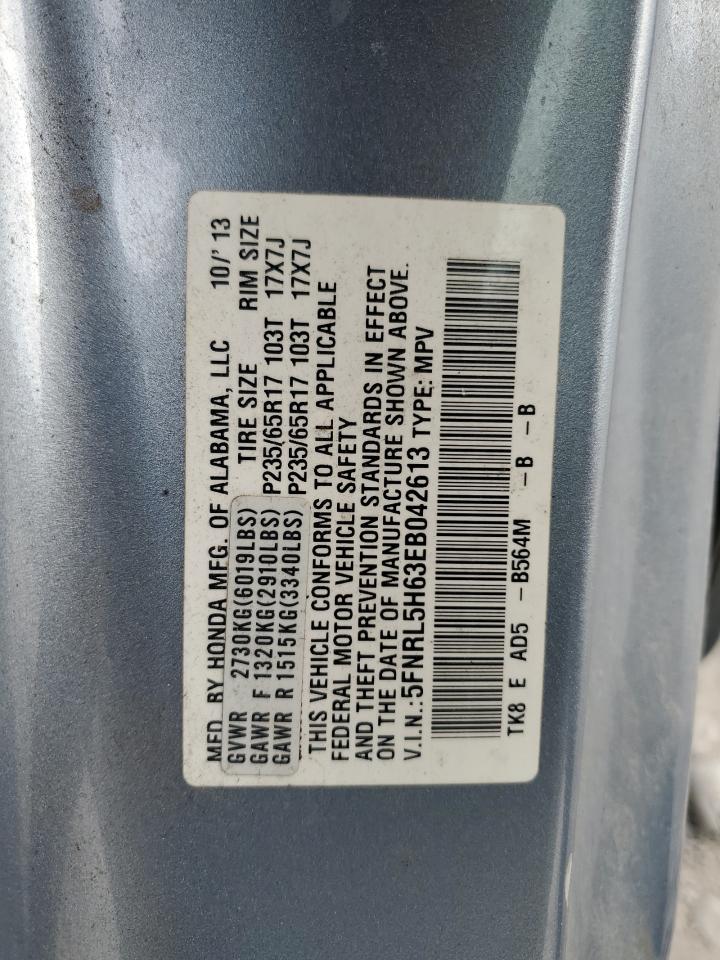 MFD. BY HONDA MFG. OF ALABAMA, LLC 10/'13
GVWR 2730KG(6019LBS) TIRE SIZE RIM SIZE
GAWR F 1320KG(2910LBS) P235/65R17 103T 17X7J
GAWR R 1515KG(3340LBS) P235/65R17 103T 17X7J
THIS VEHICLE CONFORMS TO ALL APPLICABLE
FEDERAL MOTOR VEHICLE SAFETY
AND THEFT PREVENTION STANDARDS IN EFFECT
ON THE DATE OF MANUFACTURE SHOWN ABOVE.
V.I.N.:5FNRL5H63EB042613 TYPE: MPV
TK8 E AD5 -B564M -B -B